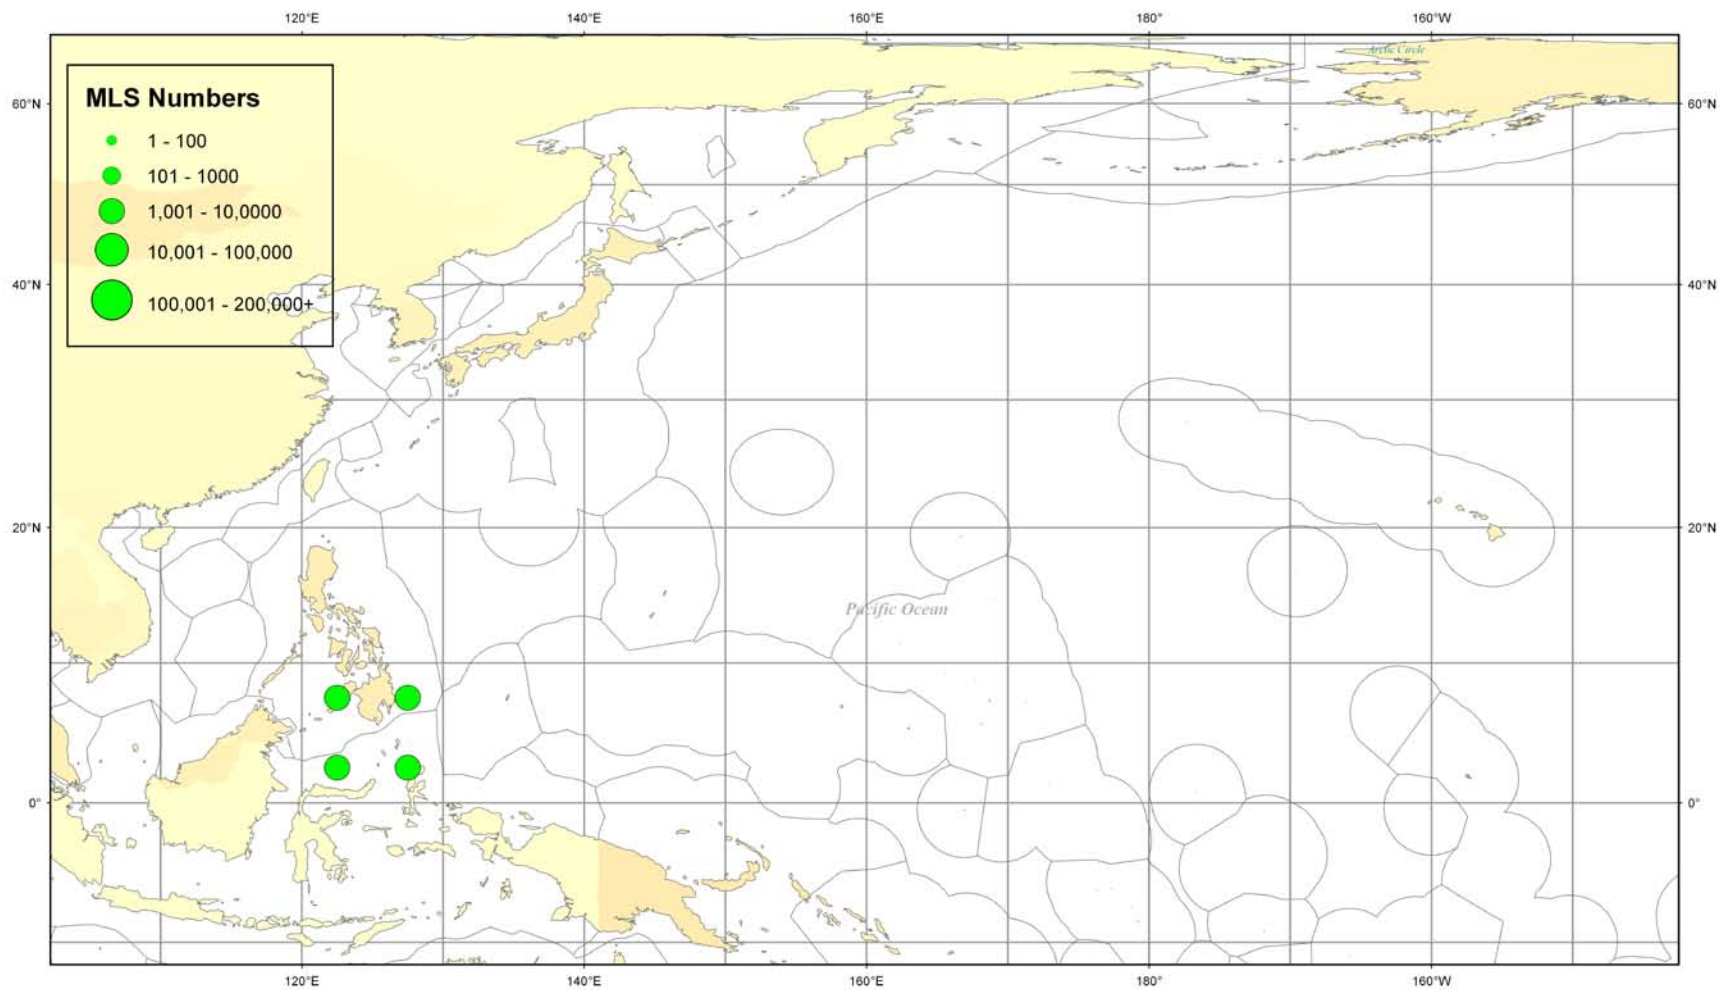 120°E 140°E 160°E 180° 160°W
Arctic Circle
MLS Numbers
60°N 60°N
1 - 100
101 - 1000
1,001 - 10,0000
10,001 - 100,000
40°N 40°N
100,001 - 200,000+
20°N 20°N
Pacific Ocean
0° 0°
120°E 140°E 160°E 180° 160°W